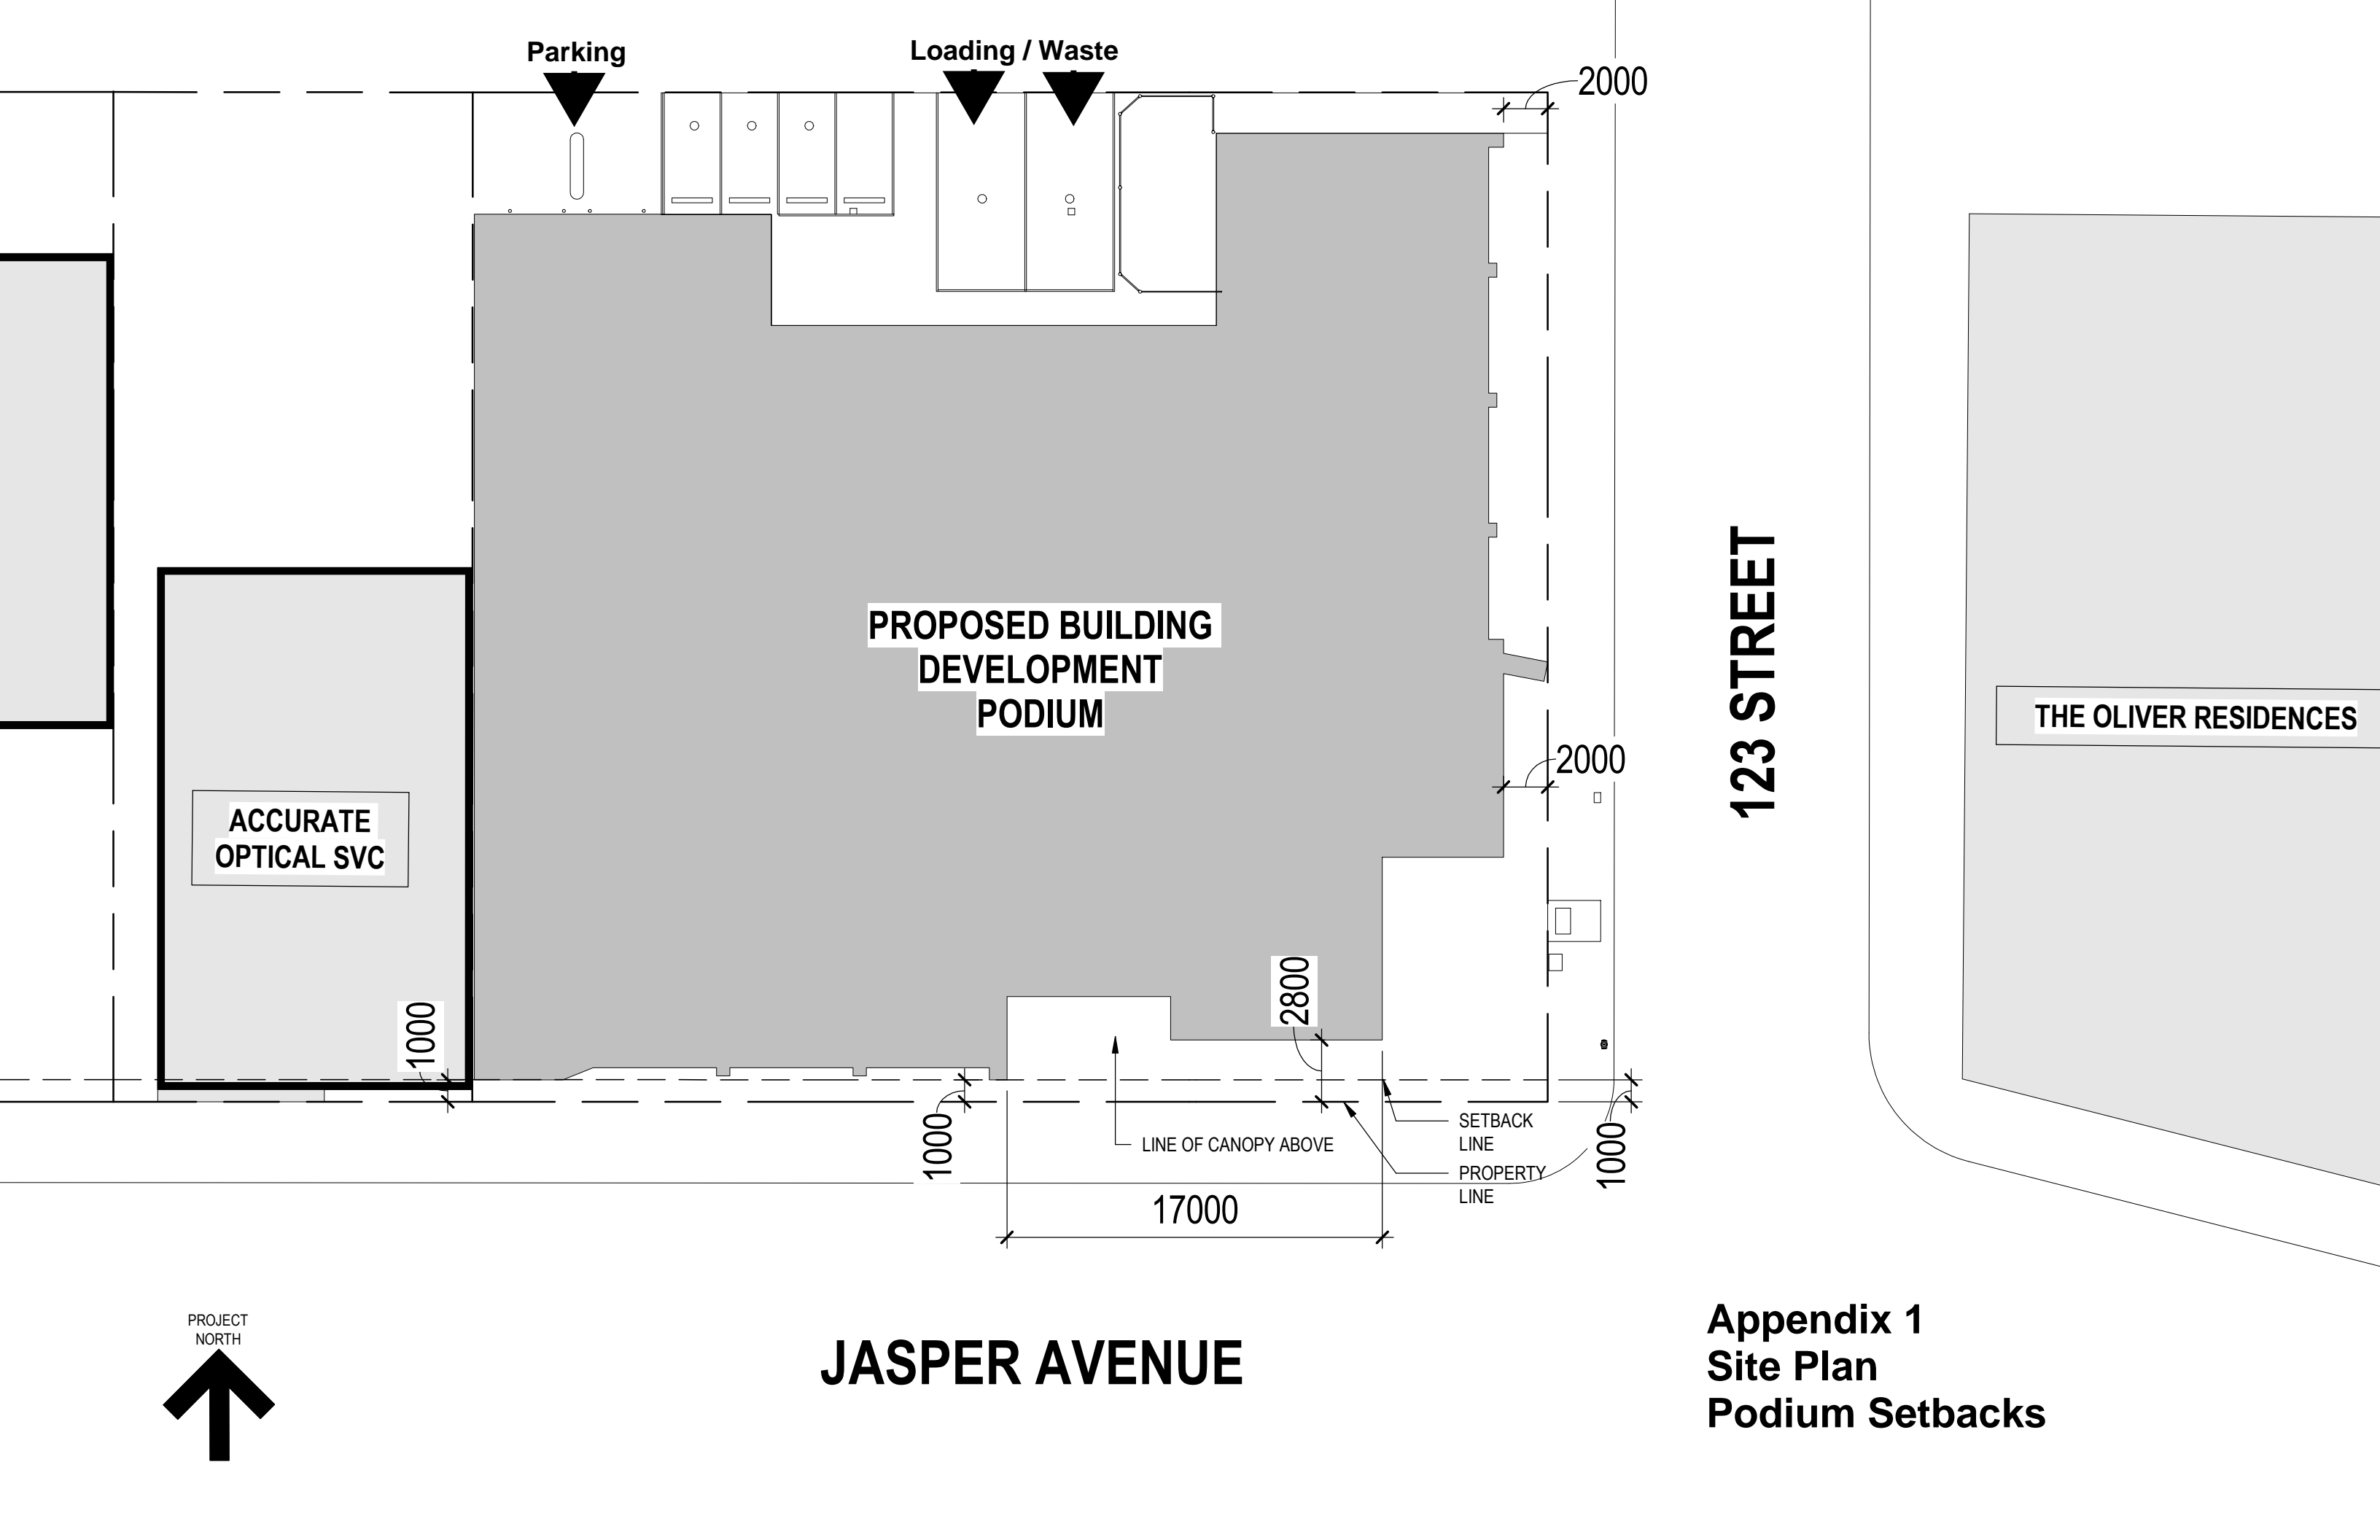 Parking
Loading / Waste
2000
PROPOSED BUILDING
DEVELOPMENT
PODIUM
123 STREET
THE OLIVER RESIDENCES
2000
ACCURATE
OPTICAL SVC
2800
1000
1000
LINE OF CANOPY ABOVE
SETBACK
LINE
PROPERTY
LINE
1000
17000
PROJECT
NORTH
JASPER AVENUE
Appendix 1
Site Plan
Podium Setbacks